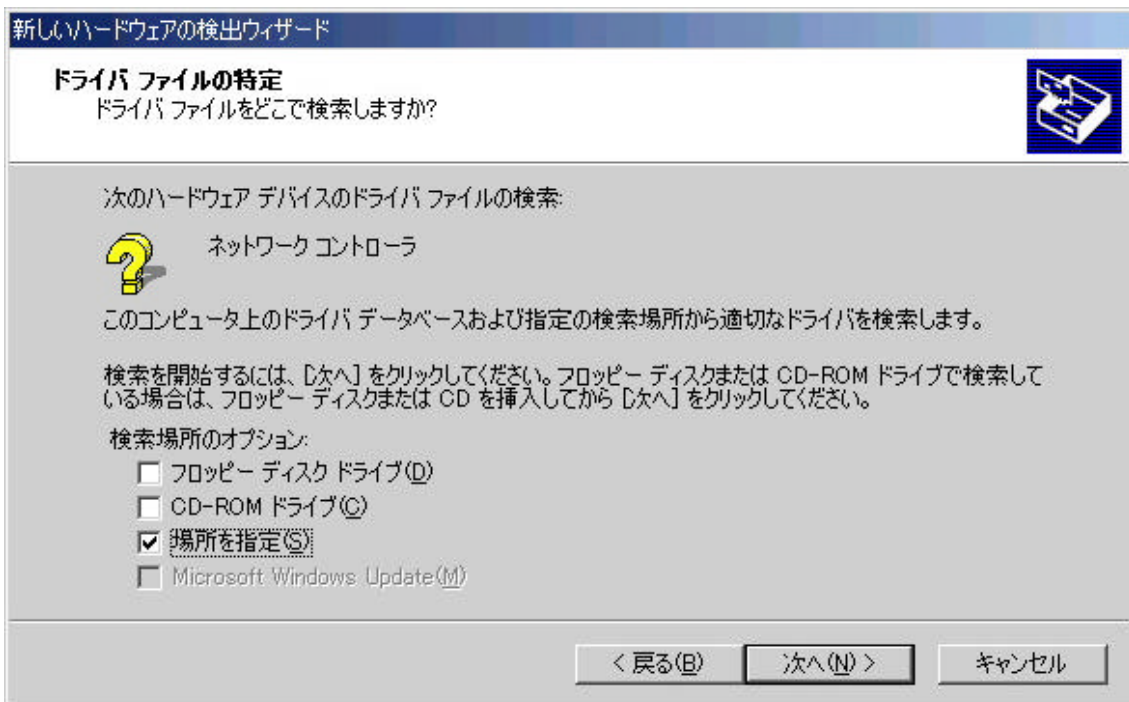 新しいハードウェアの検出ウィザード
ドライバ ファイルの特定
ドライバ ファイルをどこで検索しますか?
次のハードウェア デバイスのドライバ ファイルの検索:
ネットワーク コントローラ
このコンピュータ上のドライバ データベースおよび指定の検索場所から適切なドライバを検索します。
検索を開始するには、[次へ] をクリックしてください。フロッピー ディスクまたは CD-ROM ドライブで検索して
いる場合は、フロッピー ディスクまたは CD を挿入してから [次へ] をクリックしてください。
検索場所のオプション:
フロッピー ディスク ドライブ(D)
CD-ROM ドライブ(C)
場所を指定(S)
Microsoft Windows Update(M)
< 戻る(B) 次へ(N) > キャンセル